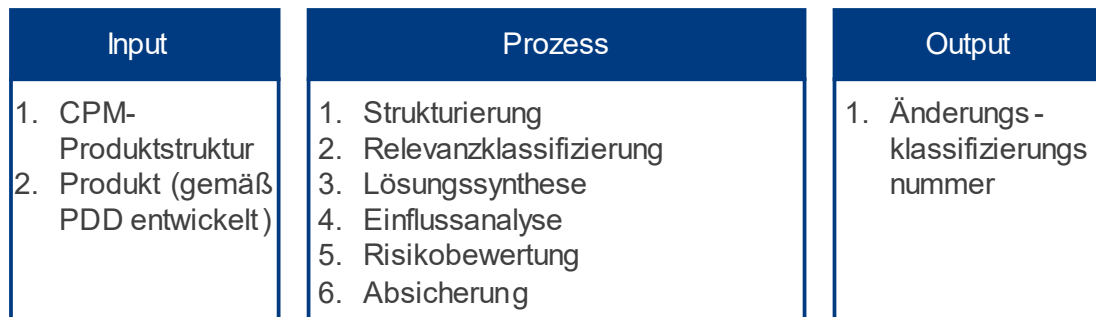 Input
1. CPM-
Produktstruktur
2. Produkt (gemäß
PDD entwickelt)
Prozess
1. Strukturierung
2. Relevanzklassifizierung
3. Lösungssynthese
4. Einflussanalyse
5. Risikobewertung
6. Absicherung
Output
1. Änderungs-
klassifizierungs
nummer